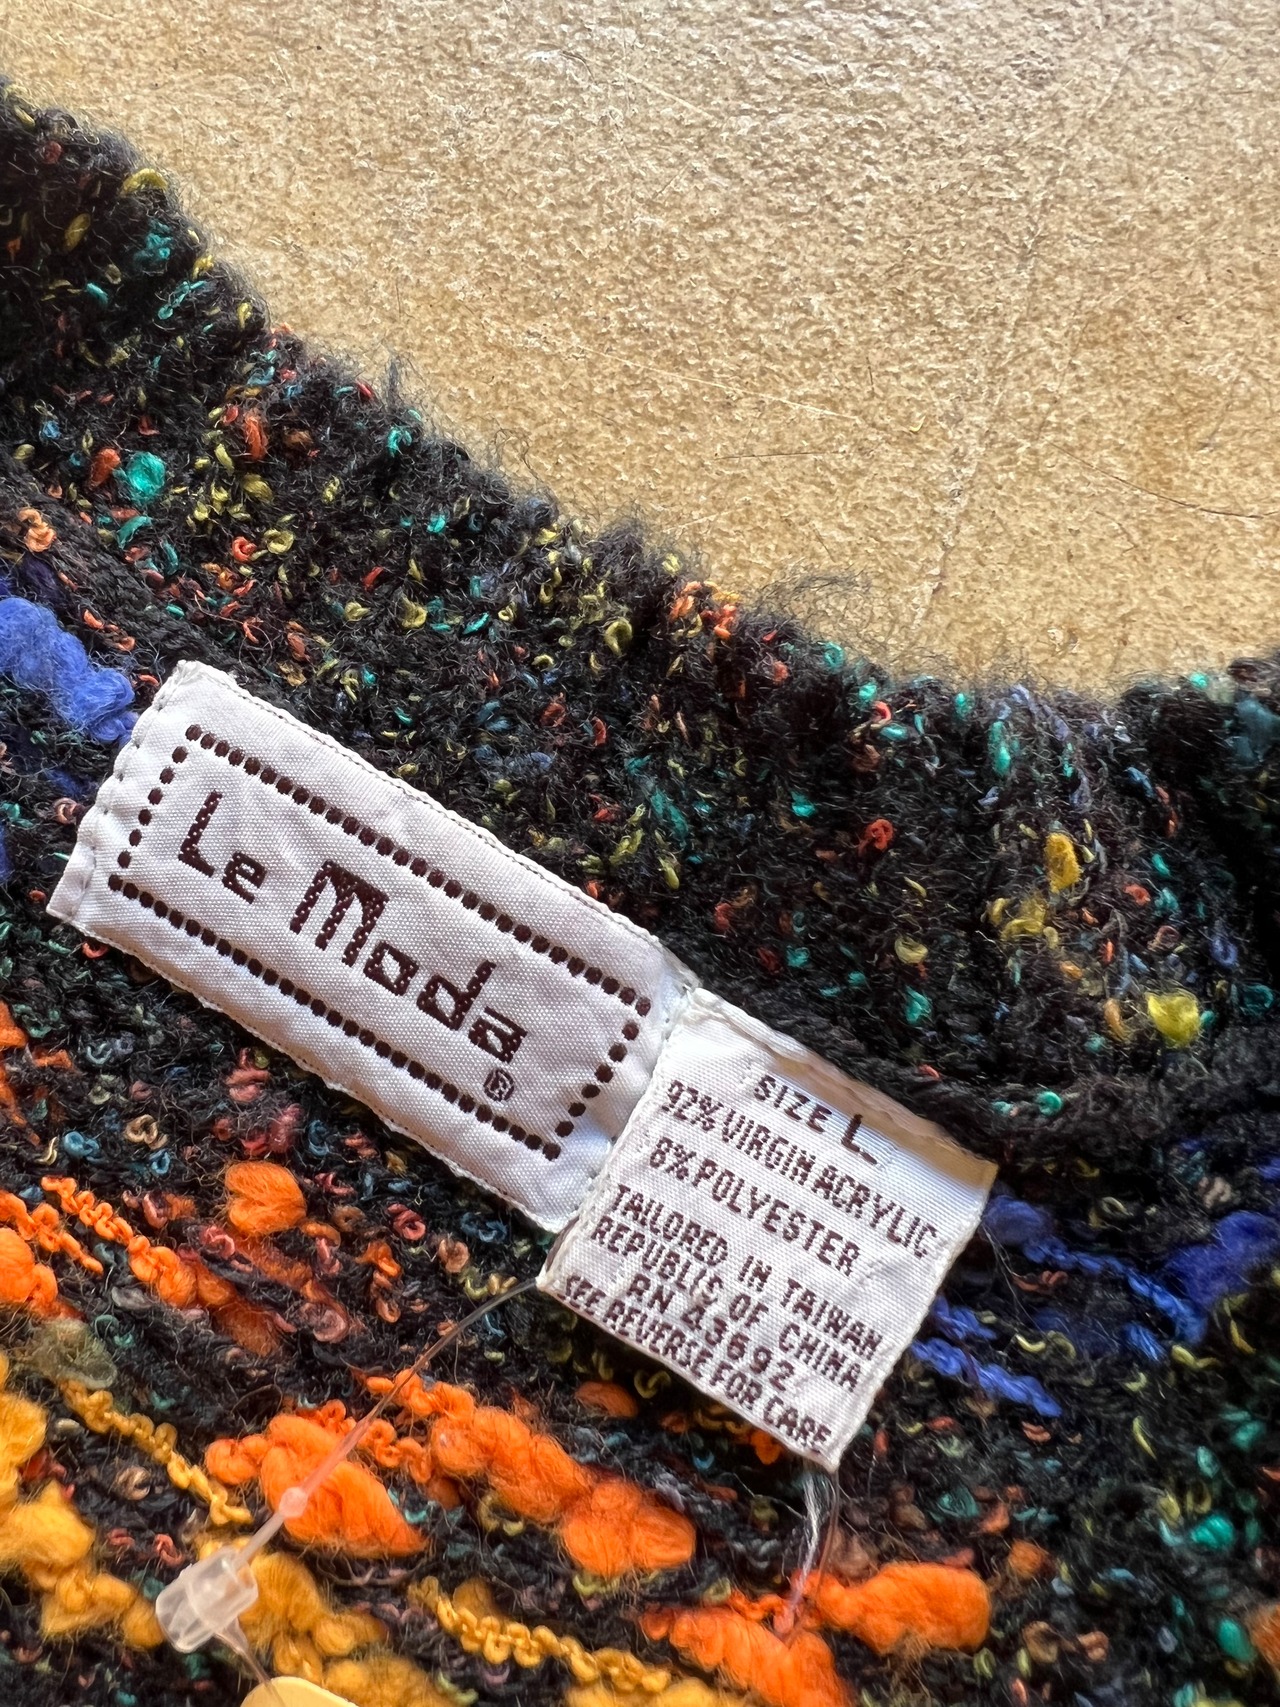 Le Moda®
SIZE L
92% VIRGIN ACRYLIC
8% POLYESTER
TAILORED IN TAIWAN
REPUBLIC OF CHINA
RN 43692
SEE REVERSE FOR CARE